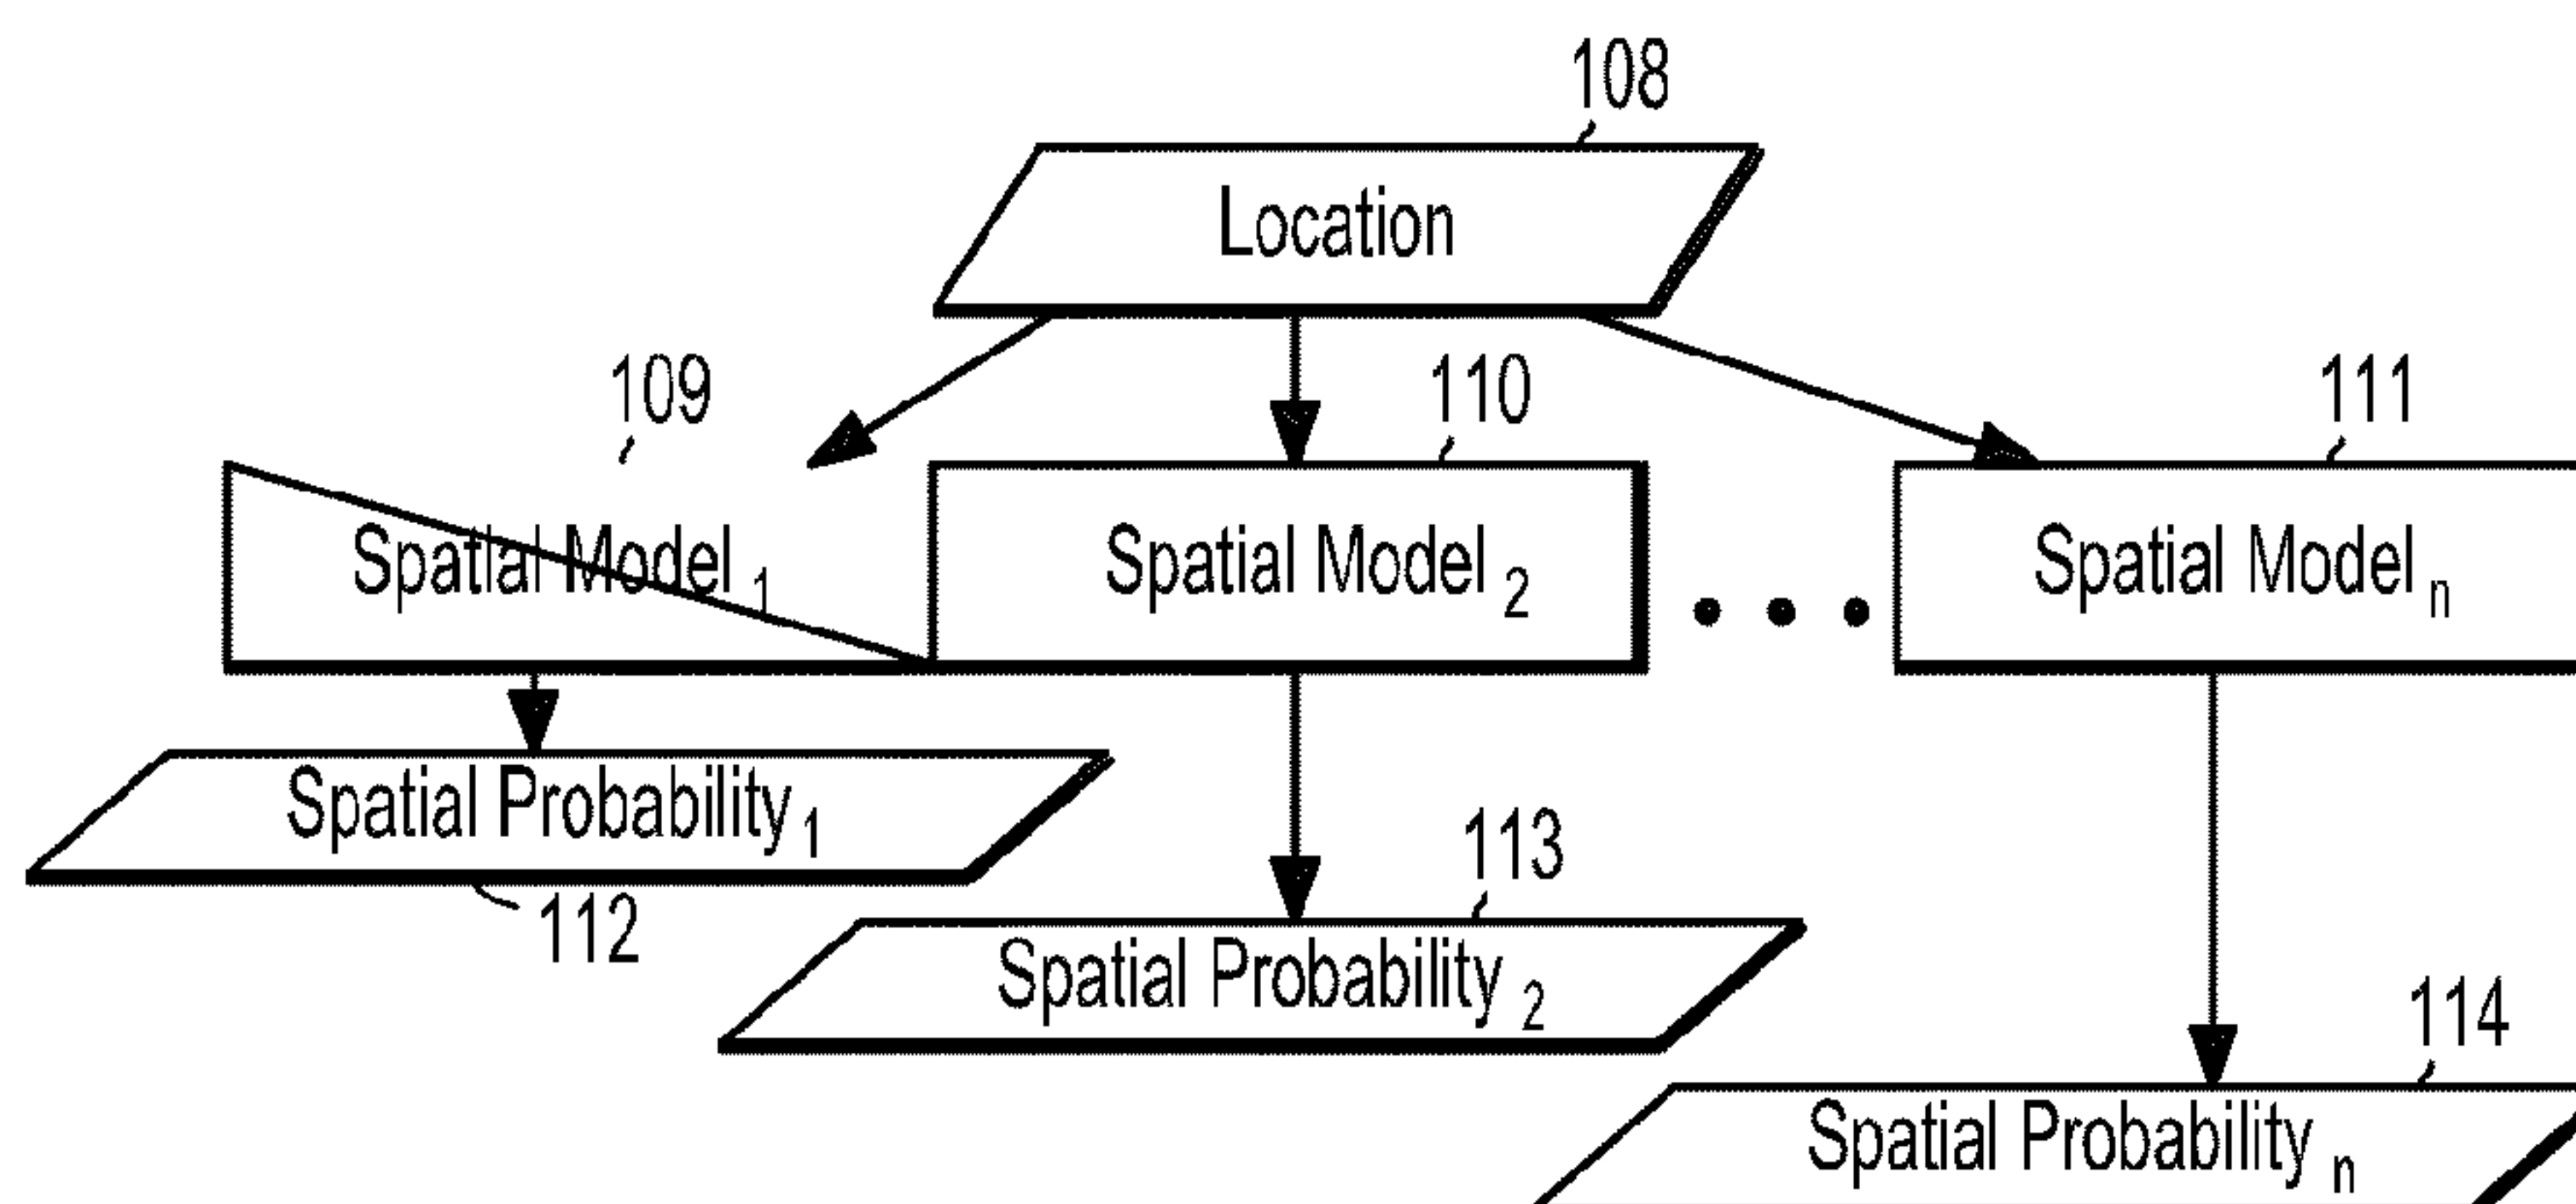 108
Location
109
110
111
Spatial Model 1
Spatial Model 2
Spatial Model n
Spatial Probability 1
112
113
Spatial Probability 2
114
Spatial Probability n